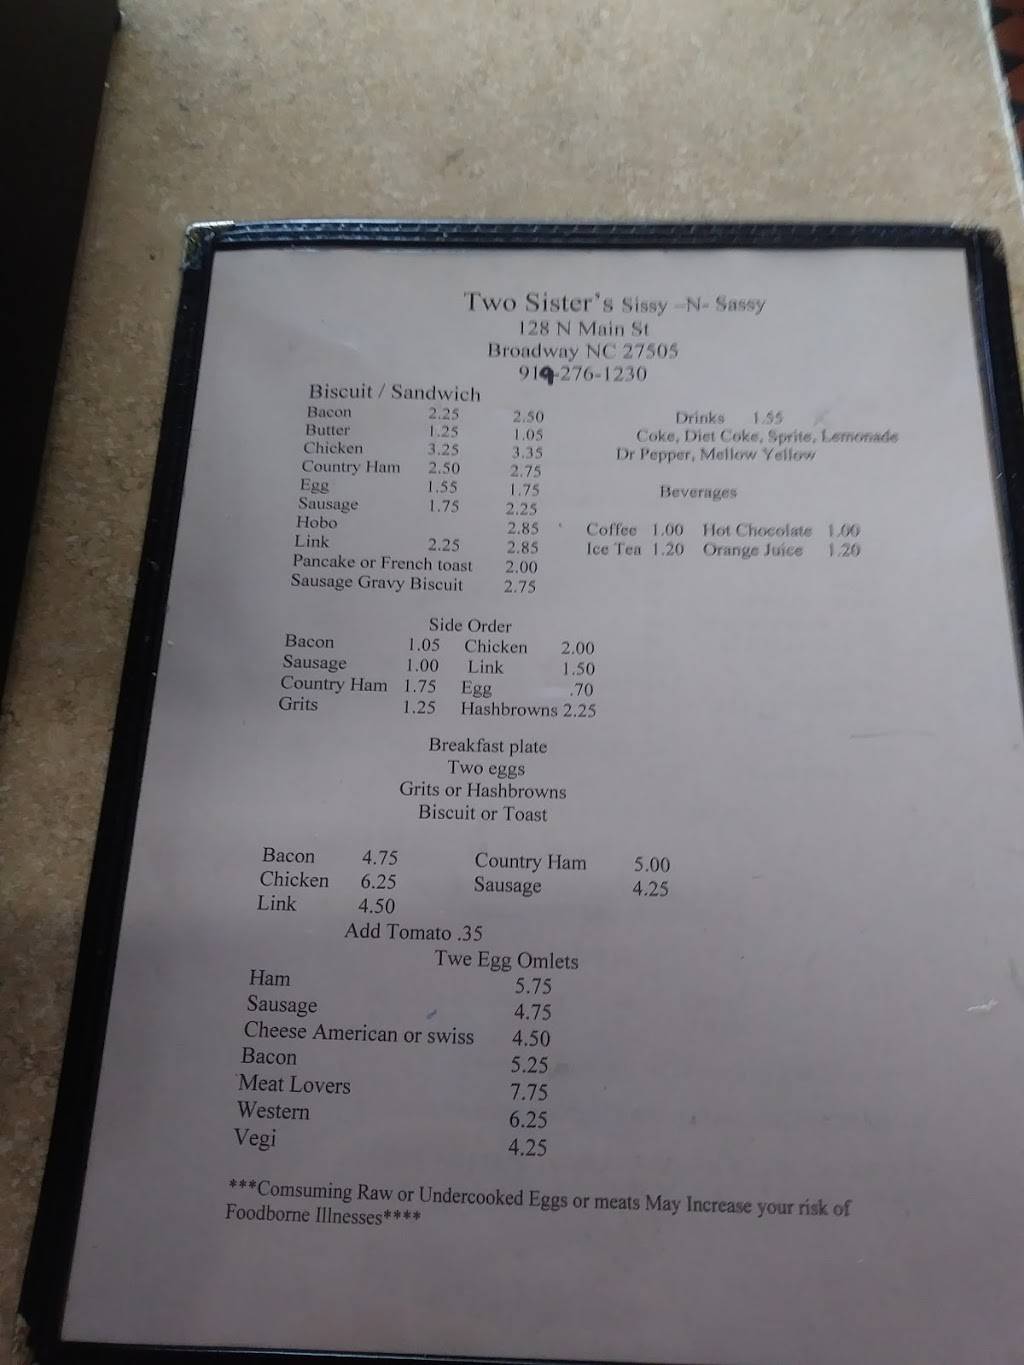 Two Sister's Sissy -N- Sassy
128 N Main St
Broadway NC 27505
919-276-1230
Biscuit / Sandwich
Bacon 2.25 2.50
Butter 1.25 1.05
Chicken 3.25 3.35
Country Ham 2.50 2.75
Egg 1.55 1.75
Sausage 1.75 2.25
Hobo 2.85
Link 2.25 2.85
Pancake or French toast 2.00
Sausage Gravy Biscuit 2.75
Drinks 1.55
Coke, Diet Coke, Sprite, Lemonade
Dr Pepper, Mellow Yellow
Beverages
Coffee 1.00 Hot Chocolate 1.00
Ice Tea 1.20 Orange Juice 1.20
Side Order
Bacon 1.05 Chicken 2.00
Sausage 1.00 Link 1.50
Country Ham 1.75 Egg .70
Grits 1.25 Hashbrowns 2.25
Breakfast plate
Two eggs
Grits or Hashbrowns
Biscuit or Toast
Bacon 4.75 Country Ham 5.00
Chicken 6.25 Sausage 4.25
Link 4.50
Add Tomato .35
Twe Egg Omlets
Ham 5.75
Sausage 4.75
Cheese American or swiss 4.50
Bacon 5.25
Meat Lovers 7.75
Western 6.25
Vegi 4.25
***Comsuming Raw or Undercooked Eggs or meats May Increase your risk of
Foodborne Illnesses****